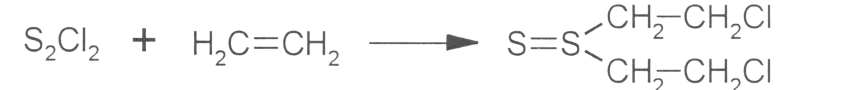 CH₂–CH₂Cl
S₂Cl₂ + H₂C=CH₂ ⟶ S=S
CH₂–CH₂Cl